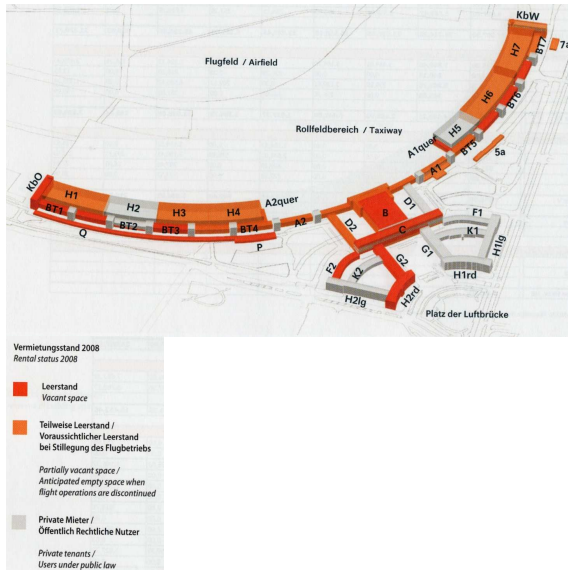 KbW
H7
BT7
7a
Flugfeld / Airfield
H6
BT6
Rollfeldbereich / Taxiway
H5
A1quer
BT5
5a
A1
KbO
H1
H2
H3
H4
A2quer
BT1
BT2
BT3
BT4
Q
P
A2
D1
B
D2
C
F1
K1
G1
H1lg
H1rd
F2
K2
G2
H2lg
H2rd
Platz der Luftbrücke
Vermietungsstand 2008
Rental status 2008
Leerstand
Vacant space
Teilweise Leerstand /
Voraussichtlicher Leerstand
bei Stillegung des Flugbetriebs
Partially vacant space /
Anticipated empty space when
flight operations are discontinued
Private Mieter /
Öffentlich Rechtliche Nutzer
Private tenants /
Users under public law